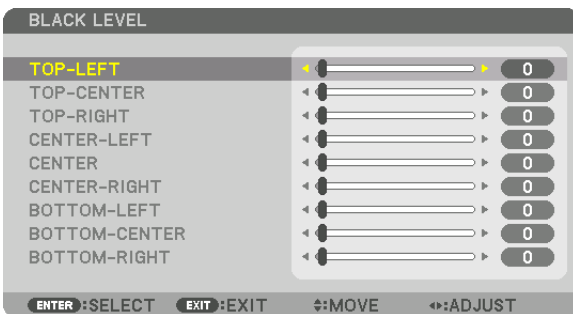 BLACK LEVEL
TOP-LEFT 0
TOP-CENTER 0
TOP-RIGHT 0
CENTER-LEFT 0
CENTER 0
CENTER-RIGHT 0
BOTTOM-LEFT 0
BOTTOM-CENTER 0
BOTTOM-RIGHT 0
ENTER:SELECT EXIT:EXIT :MOVE :ADJUST